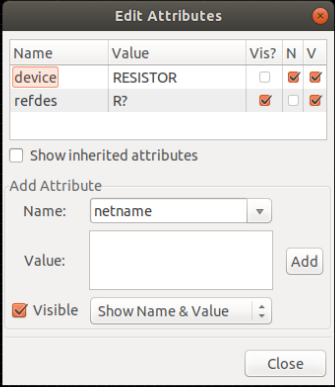 Edit Attributes
Name Value Vis? N V
device RESISTOR
refdes R?
Show inherited attributes
Add Attribute
Name: netname
Value: Add
Visible Show Name & Value
Close